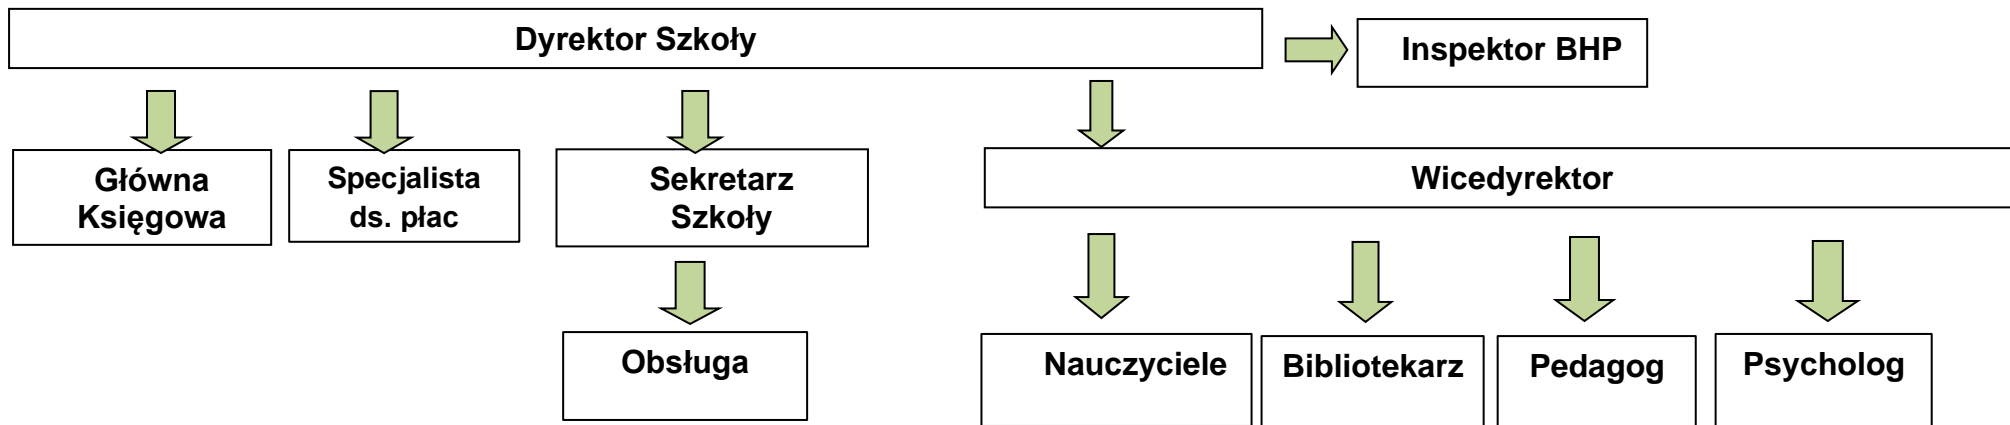 Dyrektor Szkoły
Inspektor BHP
Główna
Księgowa
Specjalista
ds. płac
Sekretarz
Szkoły
Wicedyrektor
Obsługa
Nauczyciele
Bibliotekarz
Pedagog
Psycholog